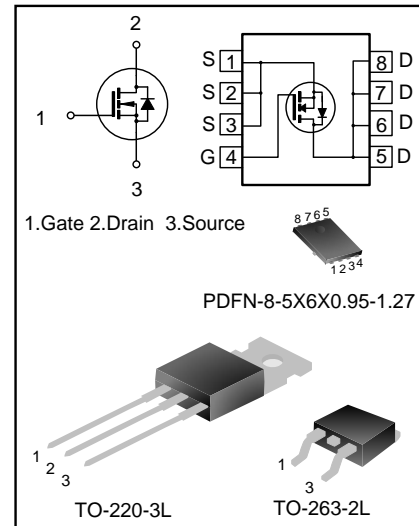 2
1
3
S 1
S 2
S 3
G 4
8 D
7 D
6 D
5 D
1.Gate 2.Drain 3.Source
8 7 6 5
1 2 3 4
PDFN-8-5X6X0.95-1.27
1
2
3
TO-220-3L
1
3
TO-263-2L